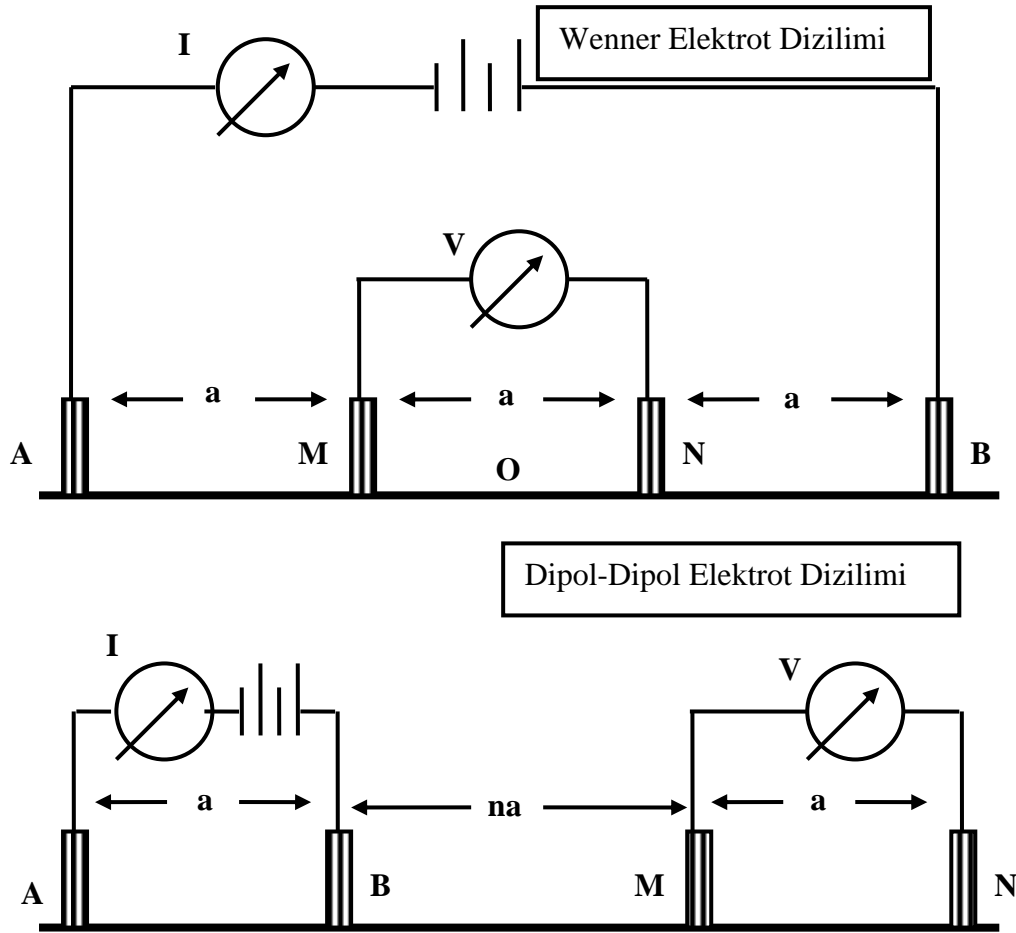 Wenner Elektrot Dizilimi
I
V
a a a
A M O N B
Dipol-Dipol Elektrot Dizilimi
I V
a na a
A B M N